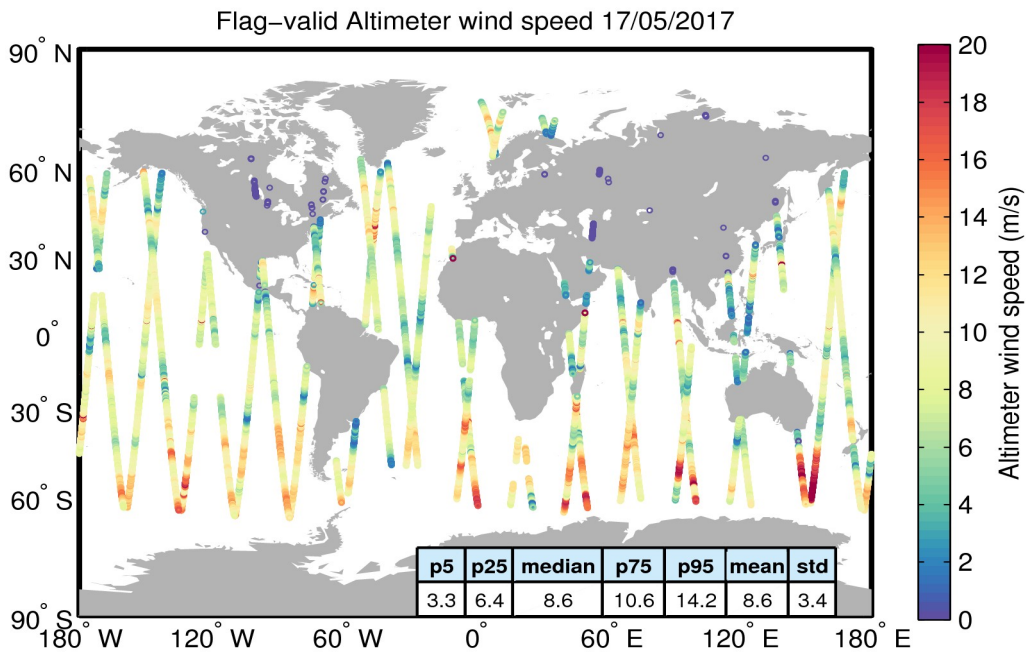 Flag−valid Altimeter wind speed 17/05/2017
90° N
60° N
30° N
0°
30° S
60° S
90° S
180° W
120° W
60° W
0°
60° E
120° E
180° E
p5 p25 median p75 p95 mean std
3.3 6.4 8.6 10.6 14.2 8.6 3.4
20
18
16
14
12
10
8
6
4
2
0
Altimeter wind speed (m/s)